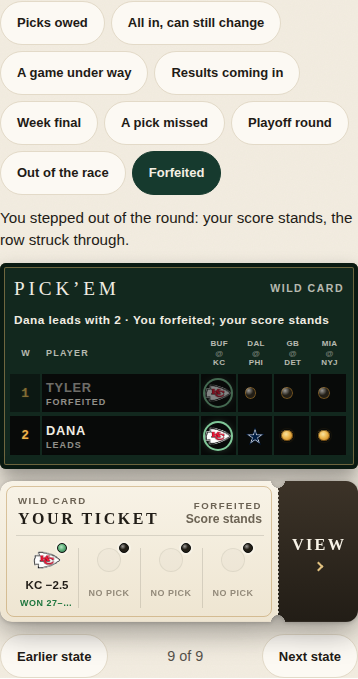 Picks owed
All in, can still change
A game under way
Results coming in
Week final
A pick missed
Playoff round
Out of the race
Forfeited
You stepped out of the round: your score stands, the
row struck through.
PICK’EM
WILD CARD
Dana leads with 2 · You forfeited; your score stands
W PLAYER BUF @ KC DAL @ PHI GB @ DET MIA @ NYJ
1 TYLER
FORFEITED
2 DANA
LEADS
WILD CARD
YOUR TICKET
FORFEITED
Score stands
VIEW
KC −2.5
WON 27–...
NO PICK
NO PICK
NO PICK
Earlier state
9 of 9
Next state